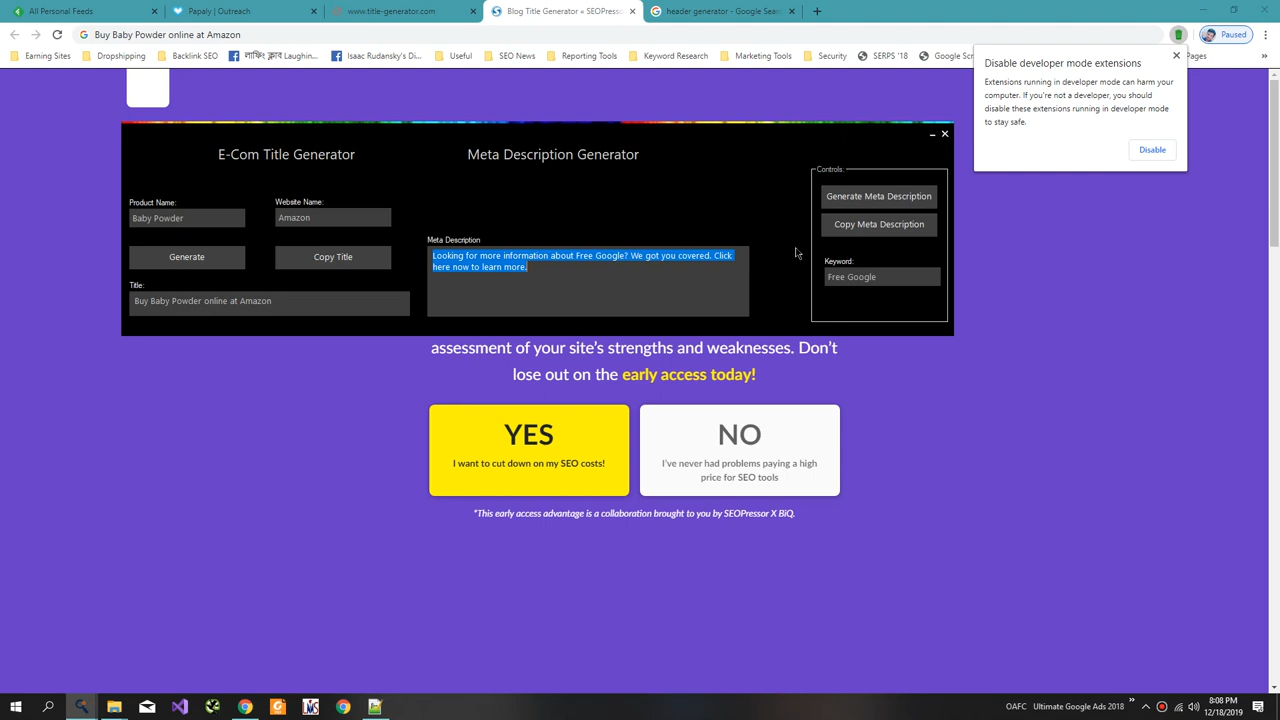 All Personal Feeds
Papaly | Outreach
www.title-generator.com
Blog Title Generator « SEOPress
header generator - Google Sear
Buy Baby Powder online at Amazon
Paused
Earning Sites
Dropshipping
Backlink SEO
লাফিং ক্লাব Laughin...
Isaac Rudansky's Di...
Useful
SEO News
Reporting Tools
Keyword Research
Marketing Tools
Security
SERPS '18
Google Scr
Pages
Disable developer mode extensions
Extensions running in developer mode can harm your
computer. If you're not a developer, you should
disable these extensions running in developer mode
to stay safe.
Disable
E-Com Title Generator
Meta Description Generator
Controls:
Generate Meta Description
Copy Meta Description
Keyword:
Free Google
Product Name:
Website Name:
Baby Powder
Amazon
Generate
Copy Title
Title:
Buy Baby Powder online at Amazon
Meta Description
Looking for more information about Free Google? We got you covered. Click
here now to learn more.
assessment of your site's strengths and weaknesses. Don't
lose out on the early access today!
YES
I want to cut down on my SEO costs!
NO
I've never had problems paying a high
price for SEO tools
*This early access advantage is a collaboration brought to you by SEOPressor X BiQ.
OAFC
Ultimate Google Ads 2018
8:08 PM
12/18/2019